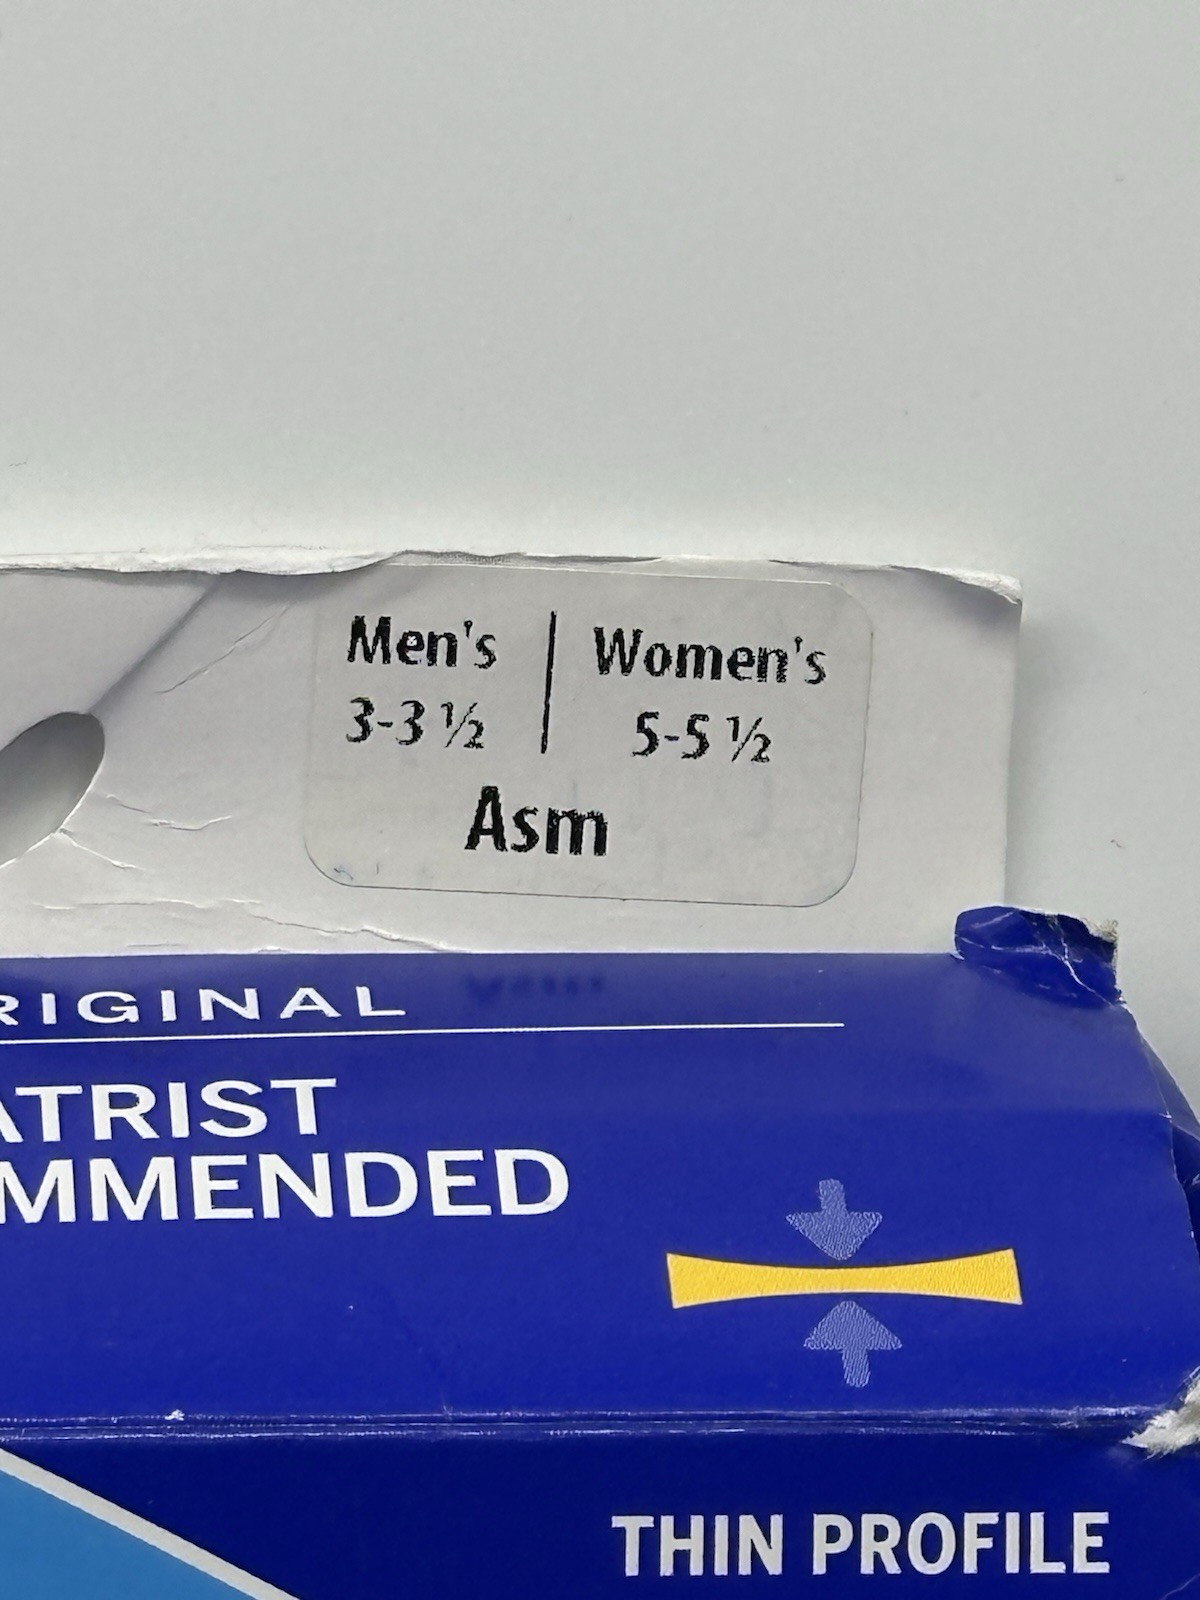 Men's | Women's
3-3 ½ 5-5 ½
Asm
RIGINAL
ATRIST
MMENDED
THIN PROFILE